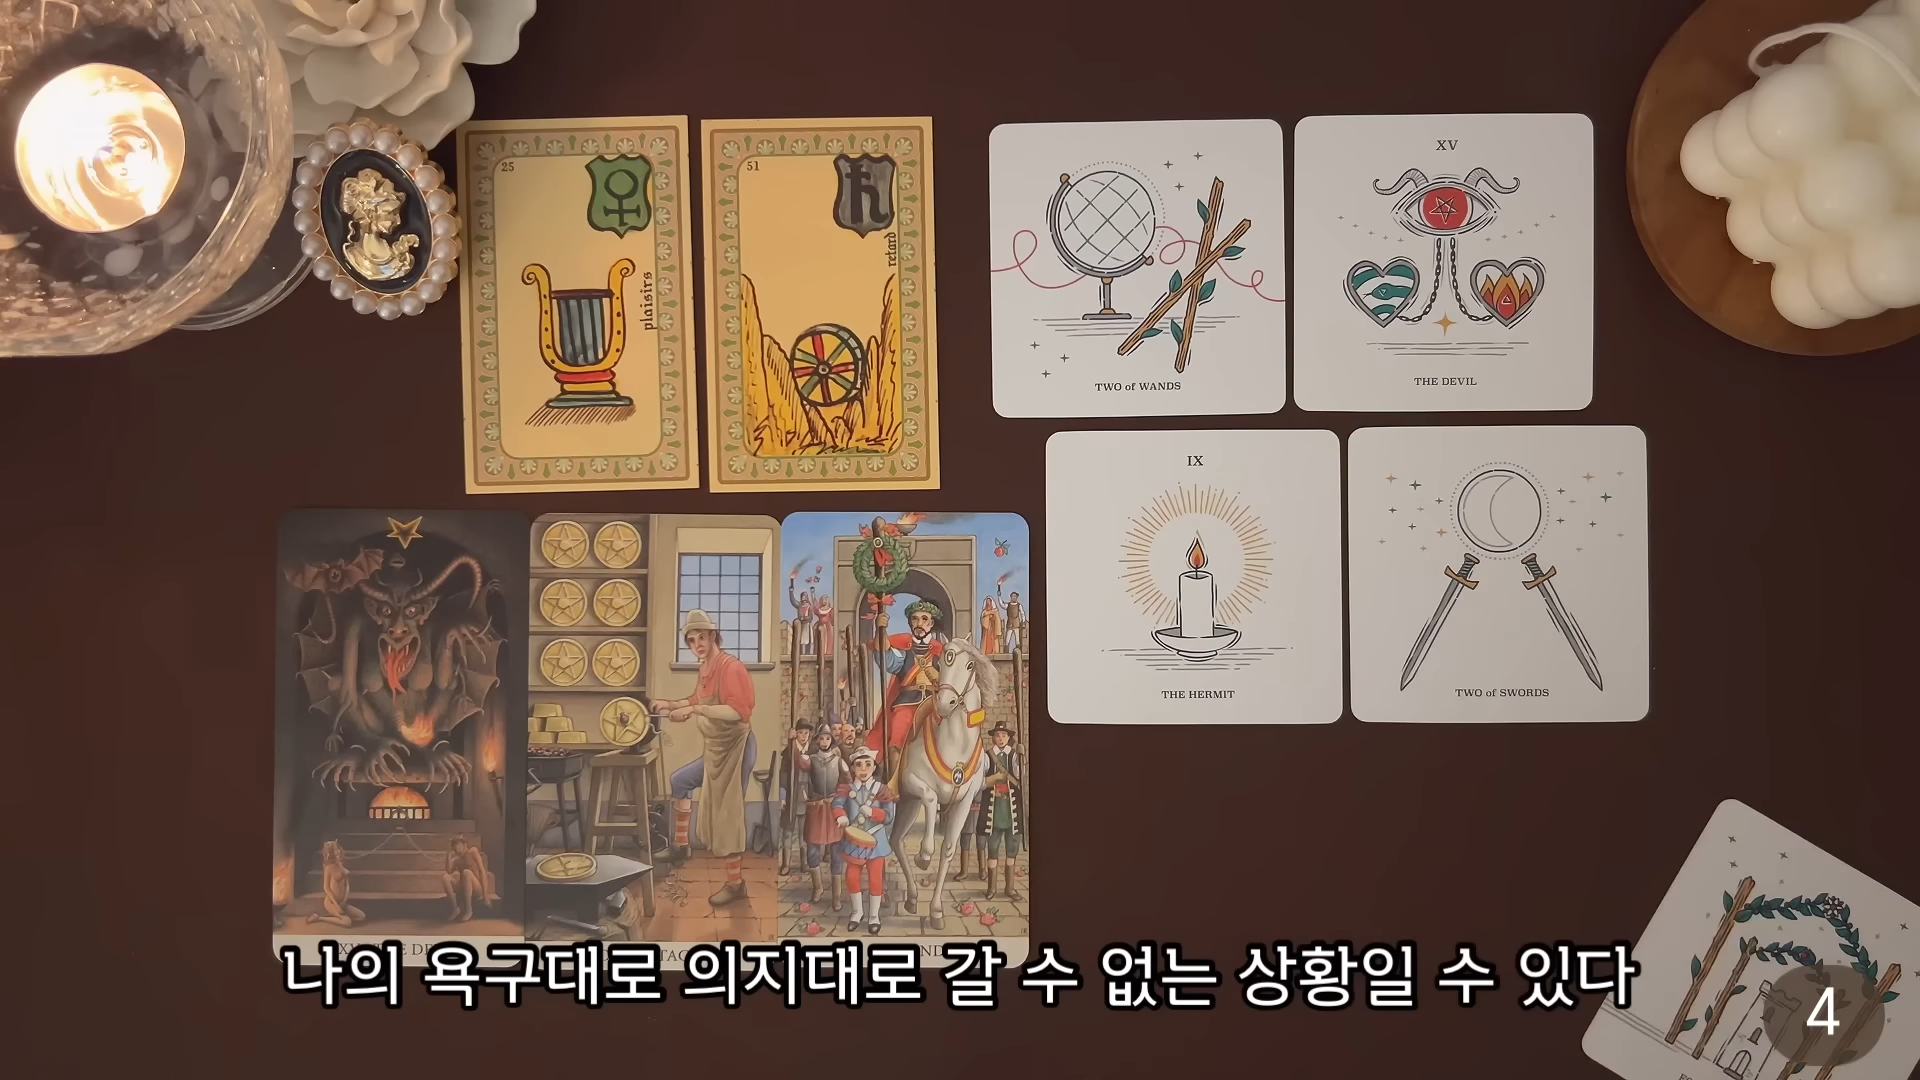 25
plaisirs
51
retard
TWO of WANDS
XV
THE DEVIL
IX
THE HERMIT
TWO of SWORDS
나의 욕구대로 의지대로 갈 수 없는 상황일 수 있다
4